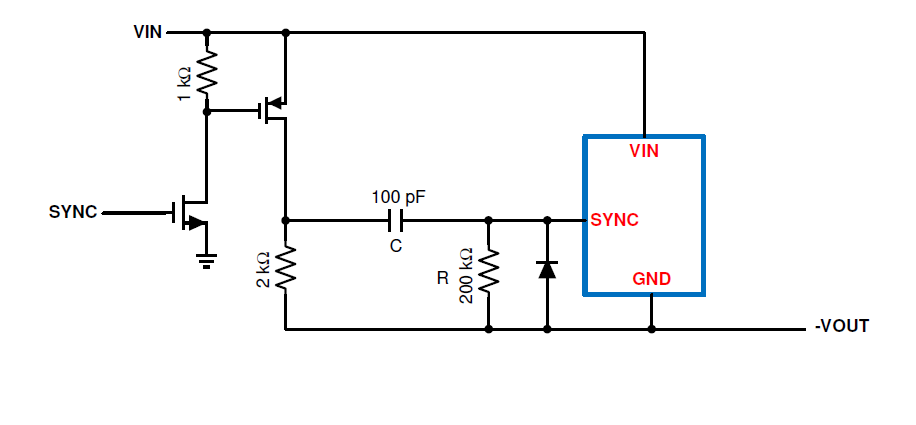 VIN
1 kΩ
VIN
SYNC
100 pF
SYNC
C
2 kΩ
R
200 kΩ
GND
-VOUT